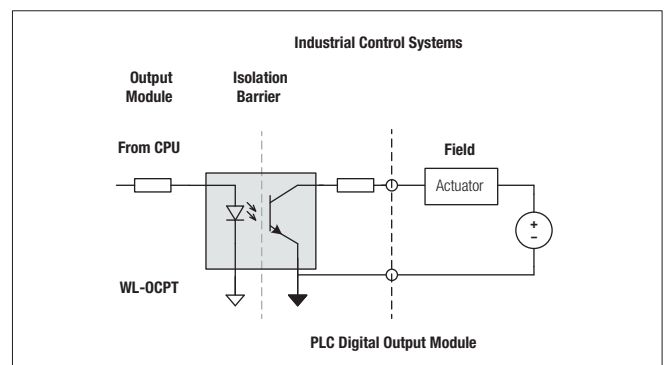 Industrial Control Systems
Output
Module
Isolation
Barrier
From CPU
Field
Actuator
+
–
WL-OCPT
PLC Digital Output Module